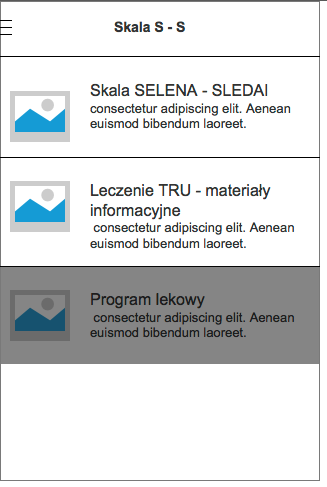 Skala S - S
Skala SELENA - SLEDAI
consectetur adipiscing elit. Aenean
euismod bibendum laoreet.
Leczenie TRU - materiały
informacyjne
consectetur adipiscing elit. Aenean
euismod bibendum laoreet.
Program lekowy
consectetur adipiscing elit. Aenean
euismod bibendum laoreet.